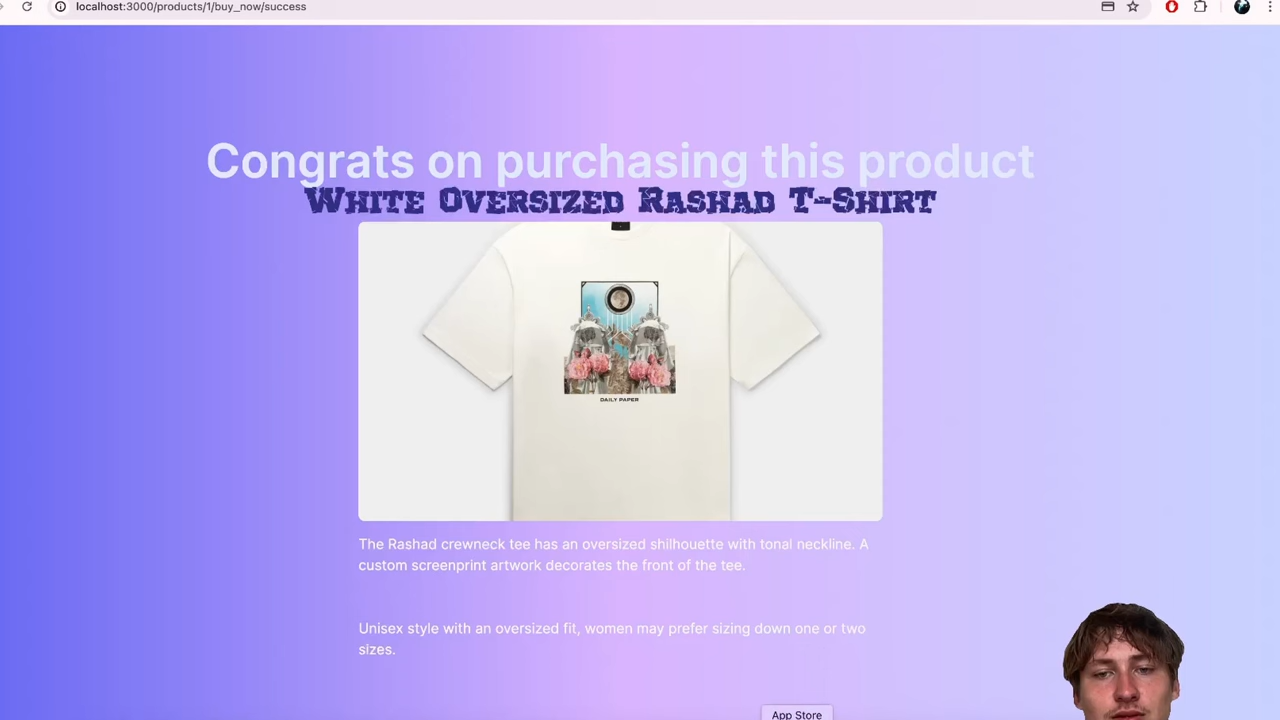 localhost:3000/products/1/buy_now/success
Congrats on purchasing this product
White Oversized Rashad T-Shirt
DAILY PAPER
The Rashad crewneck tee has an oversized shilhouette with tonal neckline. A
custom screenprint artwork decorates the front of the tee.
Unisex style with an oversized fit, women may prefer sizing down one or two
sizes.
App Store